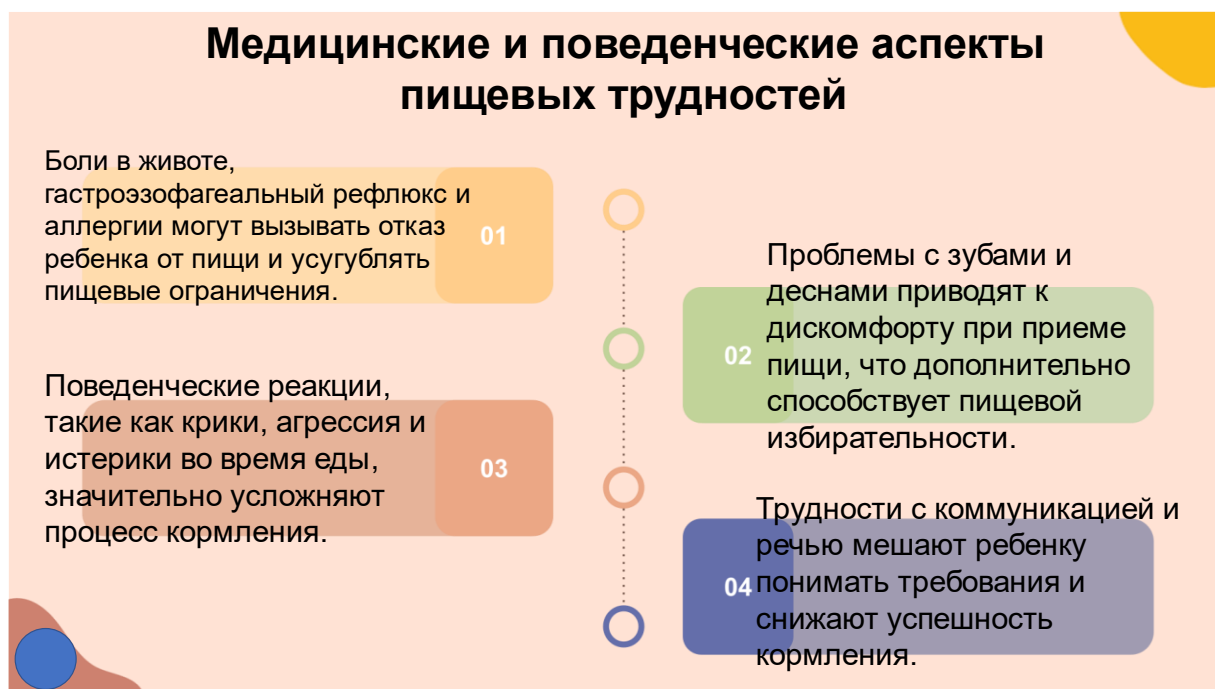 Медицинские и поведенческие аспекты
пищевых трудностей
Боли в животе,
гастроэзофагеальный рефлюкс и
аллергии могут вызывать отказ
ребенка от пищи и усугублять
пищевые ограничения.
01
Проблемы с зубами и
деснами приводят к
дискомфорту при приеме
пищи, что дополнительно
способствует пищевой
избирательности.
02
Поведенческие реакции,
такие как крики, агрессия и
истерики во время еды,
значительно усложняют
процесс кормления.
03
Трудности с коммуникацией и
речью мешают ребенку
понимать требования и
снижают успешность
кормления.
04